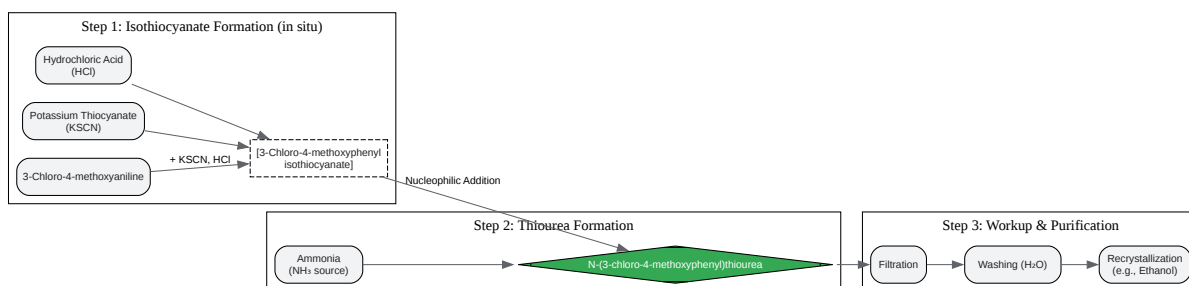 Step 1: Isothiocyanate Formation (in situ)
Hydrochloric Acid
(HCl)
Potassium Thiocyanate
(KSCN)
3-Chloro-4-methoxyaniline
+ KSCN, HCl
[3-Chloro-4-methoxyphenyl
isothiocyanate]
Nucleophilic Addition
Step 2: Thiourea Formation
Ammonia
(NH₃ source)
N-(3-chloro-4-methoxyphenyl)thiourea
Step 3: Workup & Purification
Filtration
Washing (H₂O)
Recrystallization
(e.g., Ethanol)